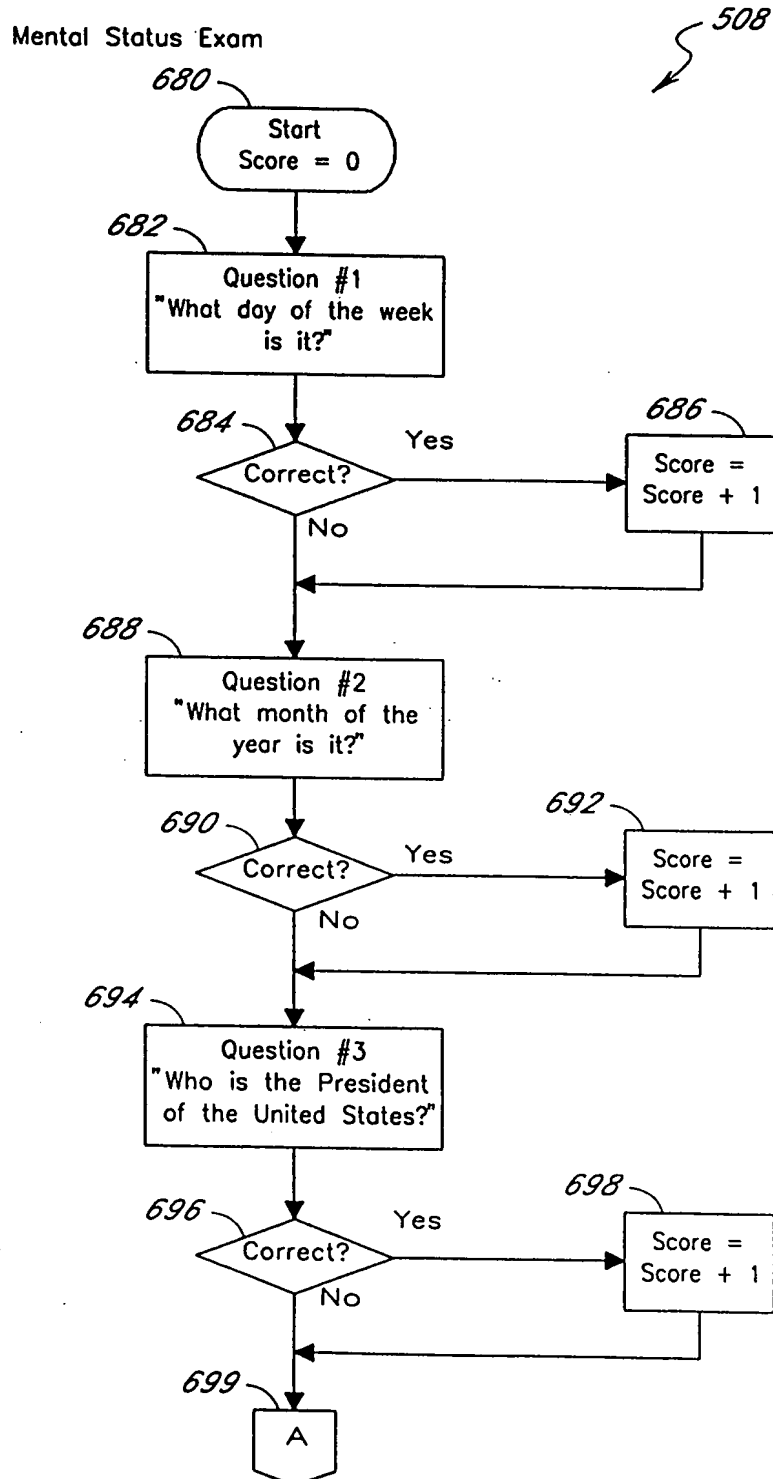 508
Mental Status Exam
680
Start
Score = 0
682
Question #1
"What day of the week
is it?"
684
Correct?
Yes
686
Score =
Score + 1
No
688
Question #2
"What month of the
year is it?"
690
Correct?
Yes
692
Score =
Score + 1
No
694
Question #3
"Who is the President
of the United States?"
696
Correct?
Yes
698
Score =
Score + 1
No
699
A